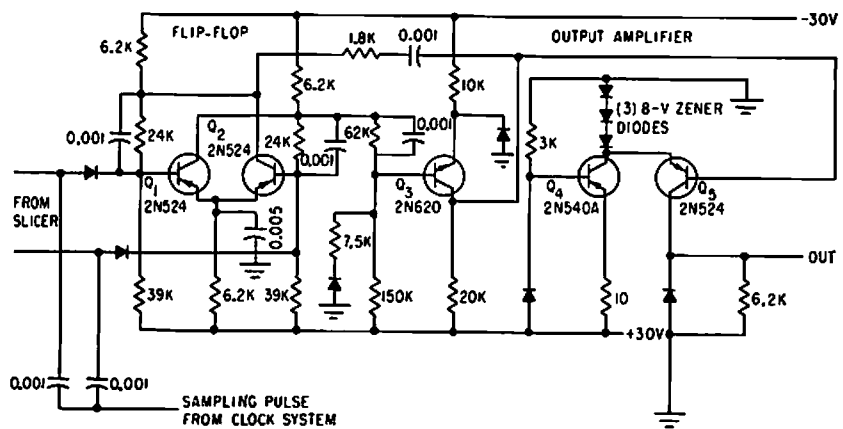 -30V
FLIP-FLOP
OUTPUT AMPLIFIER
6.2K
1.8K
0.001
6.2K
10K
(3) 8-V ZENER
DIODES
0.001
24K
Q2
2N524
24K
0.001
62K
0.001
3K
Q1
2N524
Q3
2N620
Q4
2N540A
Q5
2N524
FROM
SLICER
0.005
7.5K
OUT
39K
6.2K
39K
150K
20K
10
6.2K
+30V
0.001
0.001
SAMPLING PULSE
FROM CLOCK SYSTEM